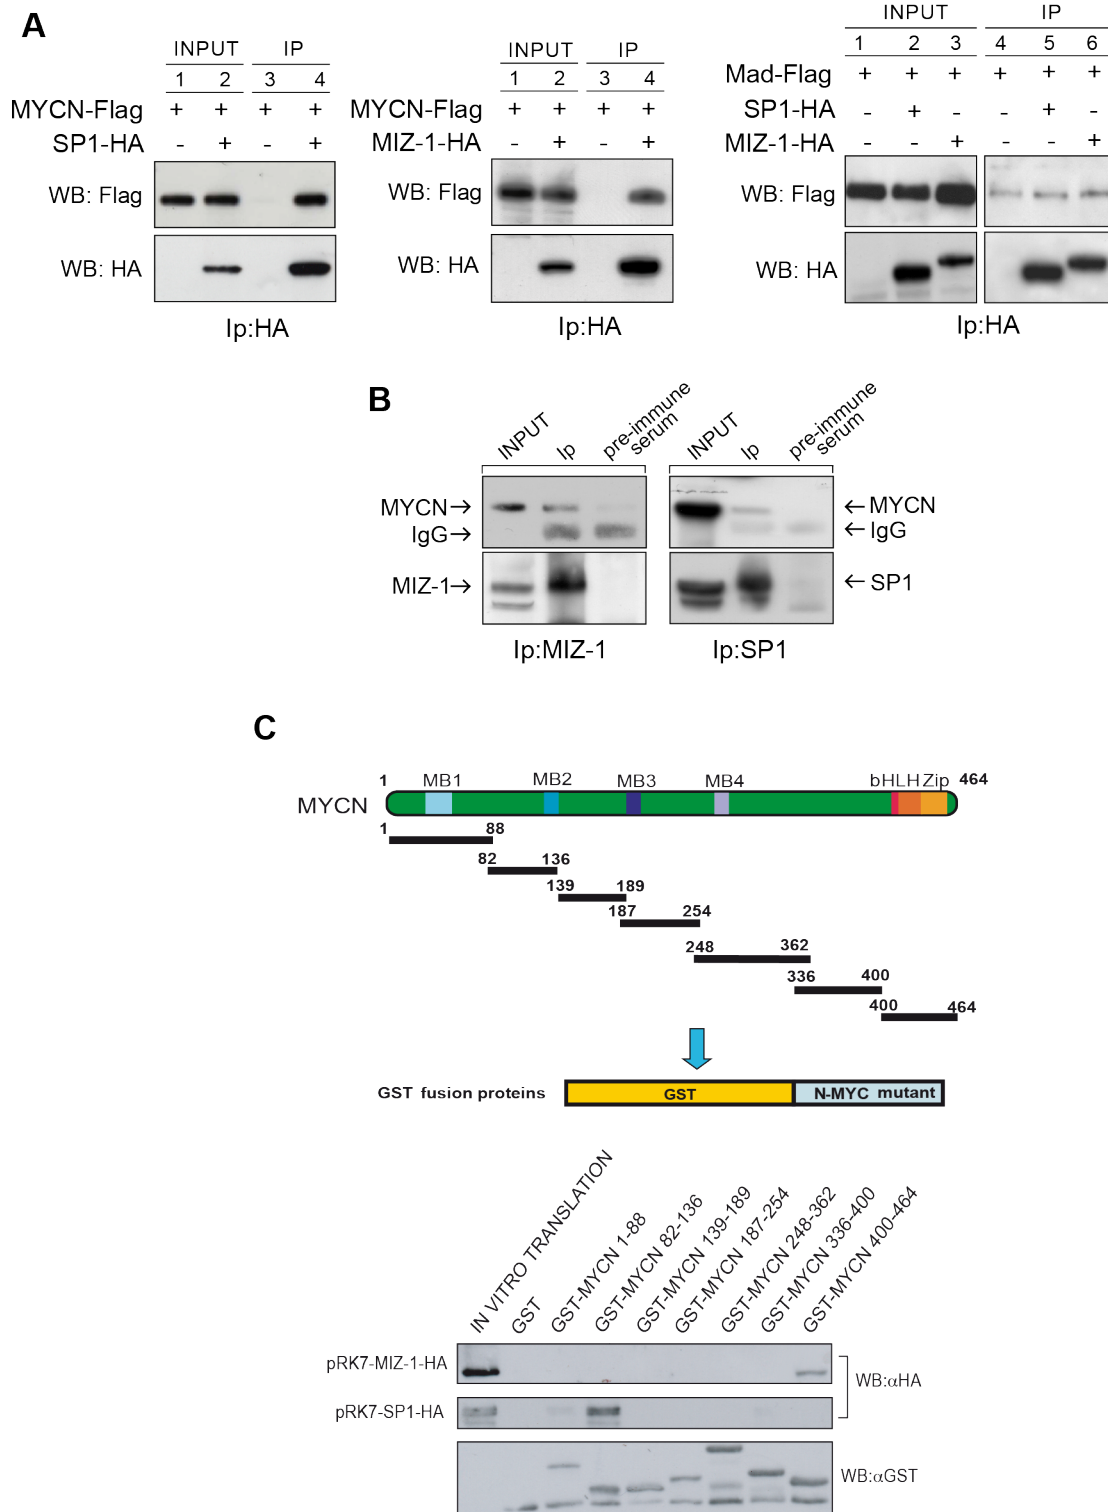 A
INPUT IP
1 2 3 4
MYCN-Flag + + + +
SP1-HA - + - +
WB: Flag
WB: HA
Ip:HA
INPUT IP
1 2 3 4
MYCN-Flag + + + +
MIZ-1-HA - + - +
WB: Flag
WB: HA
Ip:HA
INPUT IP
1 2 3 4 5 6
Mad-Flag + + + + + +
SP1-HA - + - - + -
MIZ-1-HA - - + - - +
WB: Flag
WB: HA
Ip:HA
B
INPUT Ip pre-immune serum
MYCN→
IgG→
MIZ-1→
Ip:MIZ-1
INPUT Ip pre-immune serum
←MYCN
←IgG
←SP1
Ip:SP1
C
1 MB1 MB2 MB3 MB4 bHLH Zip 464
MYCN
1 88
82 136
139 189
187 254
248 362
336 400
400 464
GST fusion proteins GST N-MYC mutant
IN VITRO TRANSLATION
GST
GST-MYCN 1-88
GST-MYCN 82-136
GST-MYCN 139-189
GST-MYCN 187-254
GST-MYCN 248-362
GST-MYCN 336-400
GST-MYCN 400-464
pRK7-MIZ-1-HA
WB:αHA
pRK7-SP1-HA
WB:αGST